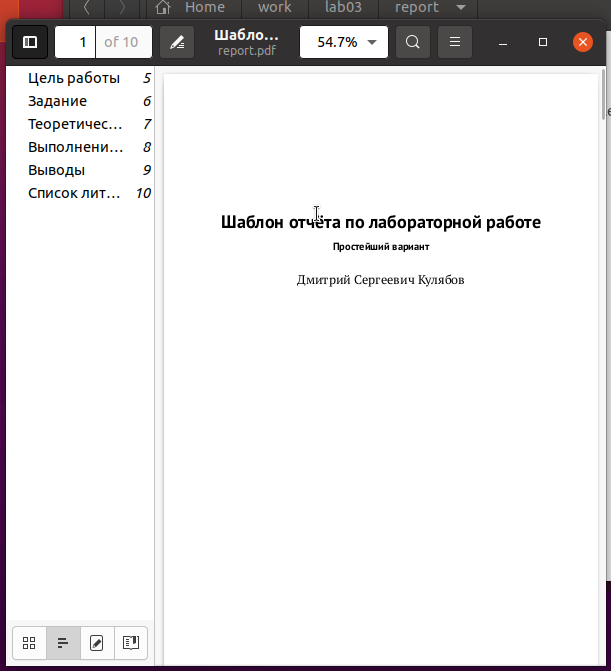 Home work lab03 report
1 of 10 Шабло... 54.7%
report.pdf
Цель работы 5
Задание 6
Теоретичес... 7
Выполнени... 8
Выводы 9
Список лит... 10
Шаблон отчёта по лабораторной работе
Простейший вариант
Дмитрий Сергеевич Кулябов